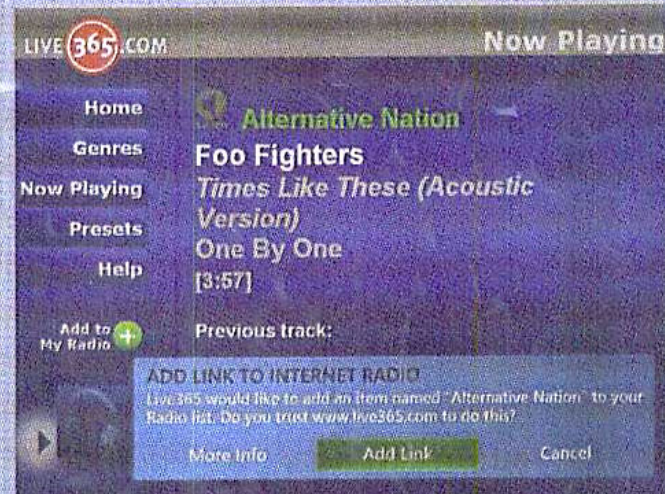 LIVE 365.COM
Now Playing
Home
Genres
Now Playing
Presets
Help
Add to
My Radio
Alternative Nation
Foo Fighters
Times Like These (Acoustic
Version)
One By One
[3:57]
Previous track:
ADD LINK TO INTERNET RADIO
Live365 would like to add an item named "Alternative Nation" to your
Radio list. Do you trust www.live365.com to do this?
More Info
Add Link
Cancel